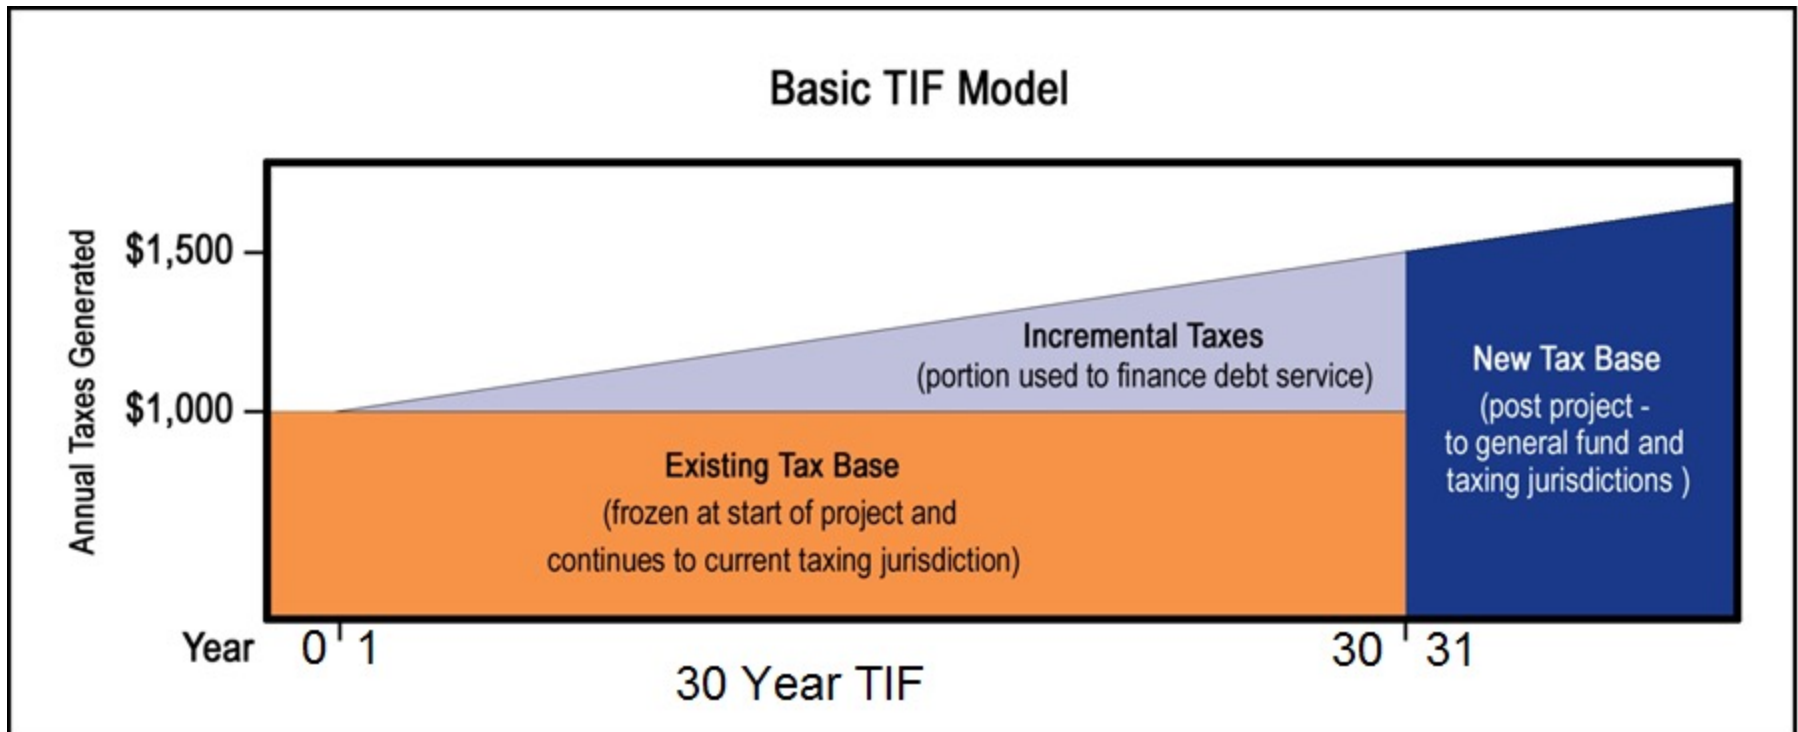 Basic TIF Model
Annual Taxes Generated
$1,500
$1,000
Incremental Taxes
(portion used to finance debt service)
New Tax Base
(post project -
to general fund and
taxing jurisdictions )
Existing Tax Base
(frozen at start of project and
continues to current taxing jurisdiction)
Year 0 1 30 31
30 Year TIF